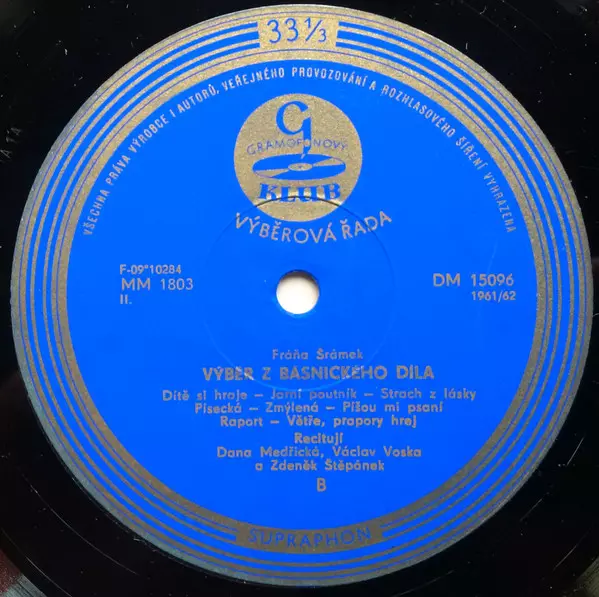 33⅓
VŠECHNA PRÁVA VÝROBCE I AUTORŮ, VEŘEJNÉHO PROVOZOVÁNÍ A ROZHLASOVÉHO ŠÍŘENÍ VYHRAZENA
G
GRAMOFONOVÝ
KLUB
VÝBĚROVÁ ŘADA
F-09*10284
MM 1803
II.
DM 15096
1961/62
Fráňa Šrámek
VÝBĚR Z BÁSNICKÉHO DÍLA
Dítě si hraje – Jarní poutník – Strach z lásky
Písecká – Zmýlená – Píšou mi psaní
Raport – Větře, prapory hrej
Recitují
Dana Medřická, Václav Voska
a Zdeněk Štěpánek
B
SUPRAPHON